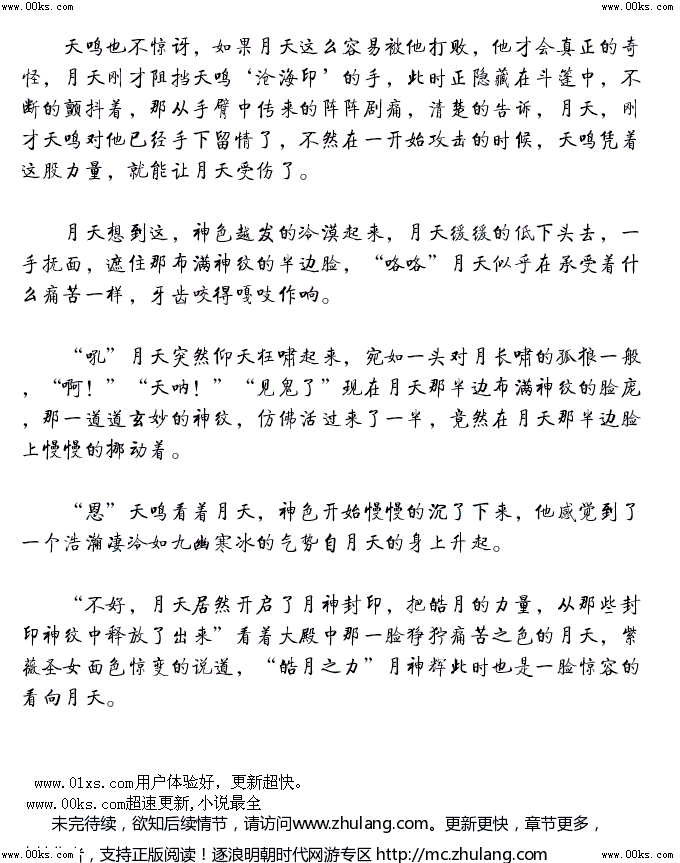 www.00ks.com www.00ks.com
天鸣也不惊讶，如果月天这么容易被他打败，他才会真正的奇
怪，月天刚才阻挡天鸣‘沧海印’的手，此时正隐藏在斗篷中，不
断的颤抖着，那从手臂中传来的阵阵剧痛，清楚的告诉，月天，刚
才天鸣对他已经手下留情了，不然在一开始攻击的时候，天鸣凭着
这股力量，就能让月天受伤了。
月天想到这，神色越发的冷漠起来，月天缓缓的低下头去，一
手抚面，遮住那布满神纹的半边脸，“咯咯”月天似乎在承受着什
么痛苦一样，牙齿咬得嘎吱作响。
“吼”月天突然仰天狂啸起来，宛如一头对月长啸的孤狼一般
，“啊！”“天呐！”“见鬼了”现在月天那半边布满神纹的脸庞
，那一道道玄妙的神纹，仿佛活过来了一半，竟然在月天那半边脸
上慢慢的挪动着。
“恩”天鸣看着月天，神色开始慢慢的沉了下来，他感觉到了
一个浩瀚凄冷如九幽寒冰的气势自月天的身上升起。
“不好，月天居然开启了月神封印，把皓月的力量，从那些封
印神纹中释放了出来”看着大殿中那一脸狰狞痛苦之色的月天，紫
薇圣女面色惊变的说道，“皓月之力”月神辉此时也是一脸惊容的
看向月天。
www.01xs.com用户体验好，更新超快。
www.00ks.com超速更新,小说最全
未完待续，欲知后续情节，请访问www.zhulang.com。更新更快，章节更多，
，支持正版阅读！逐浪明朝时代网游专区 http://mc.zhulang.com
www.00ks.com www.00ks.com